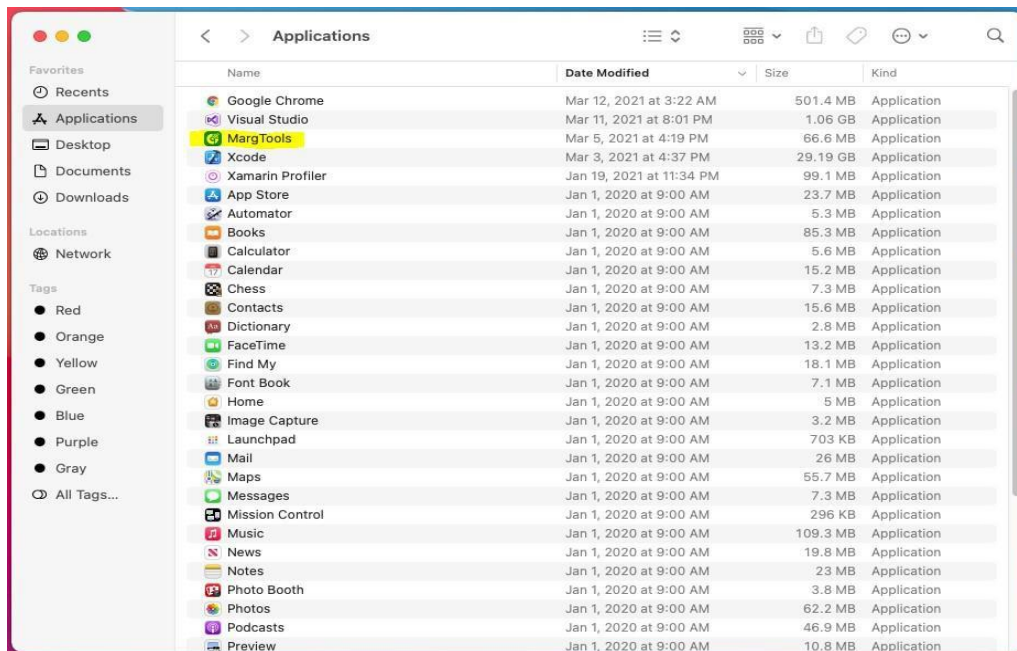 Applications
Favorites
Recents
Applications
Desktop
Documents
Downloads
Locations
Network
Tags
Red
Orange
Yellow
Green
Blue
Purple
Gray
All Tags...
Name Date Modified Size Kind
Google Chrome Mar 12, 2021 at 3:22 AM 501.4 MB Application
Visual Studio Mar 11, 2021 at 8:01 PM 1.06 GB Application
MargTools Mar 5, 2021 at 4:19 PM 66.6 MB Application
Xcode Mar 3, 2021 at 4:37 PM 29.19 GB Application
Xamarin Profiler Jan 19, 2021 at 11:34 PM 99.1 MB Application
App Store Jan 1, 2020 at 9:00 AM 23.7 MB Application
Automator Jan 1, 2020 at 9:00 AM 5.3 MB Application
Books Jan 1, 2020 at 9:00 AM 85.3 MB Application
Calculator Jan 1, 2020 at 9:00 AM 5.6 MB Application
Calendar Jan 1, 2020 at 9:00 AM 15.2 MB Application
Chess Jan 1, 2020 at 9:00 AM 7.3 MB Application
Contacts Jan 1, 2020 at 9:00 AM 15.6 MB Application
Dictionary Jan 1, 2020 at 9:00 AM 2.8 MB Application
FaceTime Jan 1, 2020 at 9:00 AM 13.2 MB Application
Find My Jan 1, 2020 at 9:00 AM 18.1 MB Application
Font Book Jan 1, 2020 at 9:00 AM 7.1 MB Application
Home Jan 1, 2020 at 9:00 AM 5 MB Application
Image Capture Jan 1, 2020 at 9:00 AM 3.2 MB Application
Launchpad Jan 1, 2020 at 9:00 AM 703 KB Application
Mail Jan 1, 2020 at 9:00 AM 26 MB Application
Maps Jan 1, 2020 at 9:00 AM 55.7 MB Application
Messages Jan 1, 2020 at 9:00 AM 7.3 MB Application
Mission Control Jan 1, 2020 at 9:00 AM 296 KB Application
Music Jan 1, 2020 at 9:00 AM 109.3 MB Application
News Jan 1, 2020 at 9:00 AM 19.8 MB Application
Notes Jan 1, 2020 at 9:00 AM 23 MB Application
Photo Booth Jan 1, 2020 at 9:00 AM 3.8 MB Application
Photos Jan 1, 2020 at 9:00 AM 62.2 MB Application
Podcasts Jan 1, 2020 at 9:00 AM 46.9 MB Application
Preview Jan 1, 2020 at 9:00 AM 10.8 MB Application